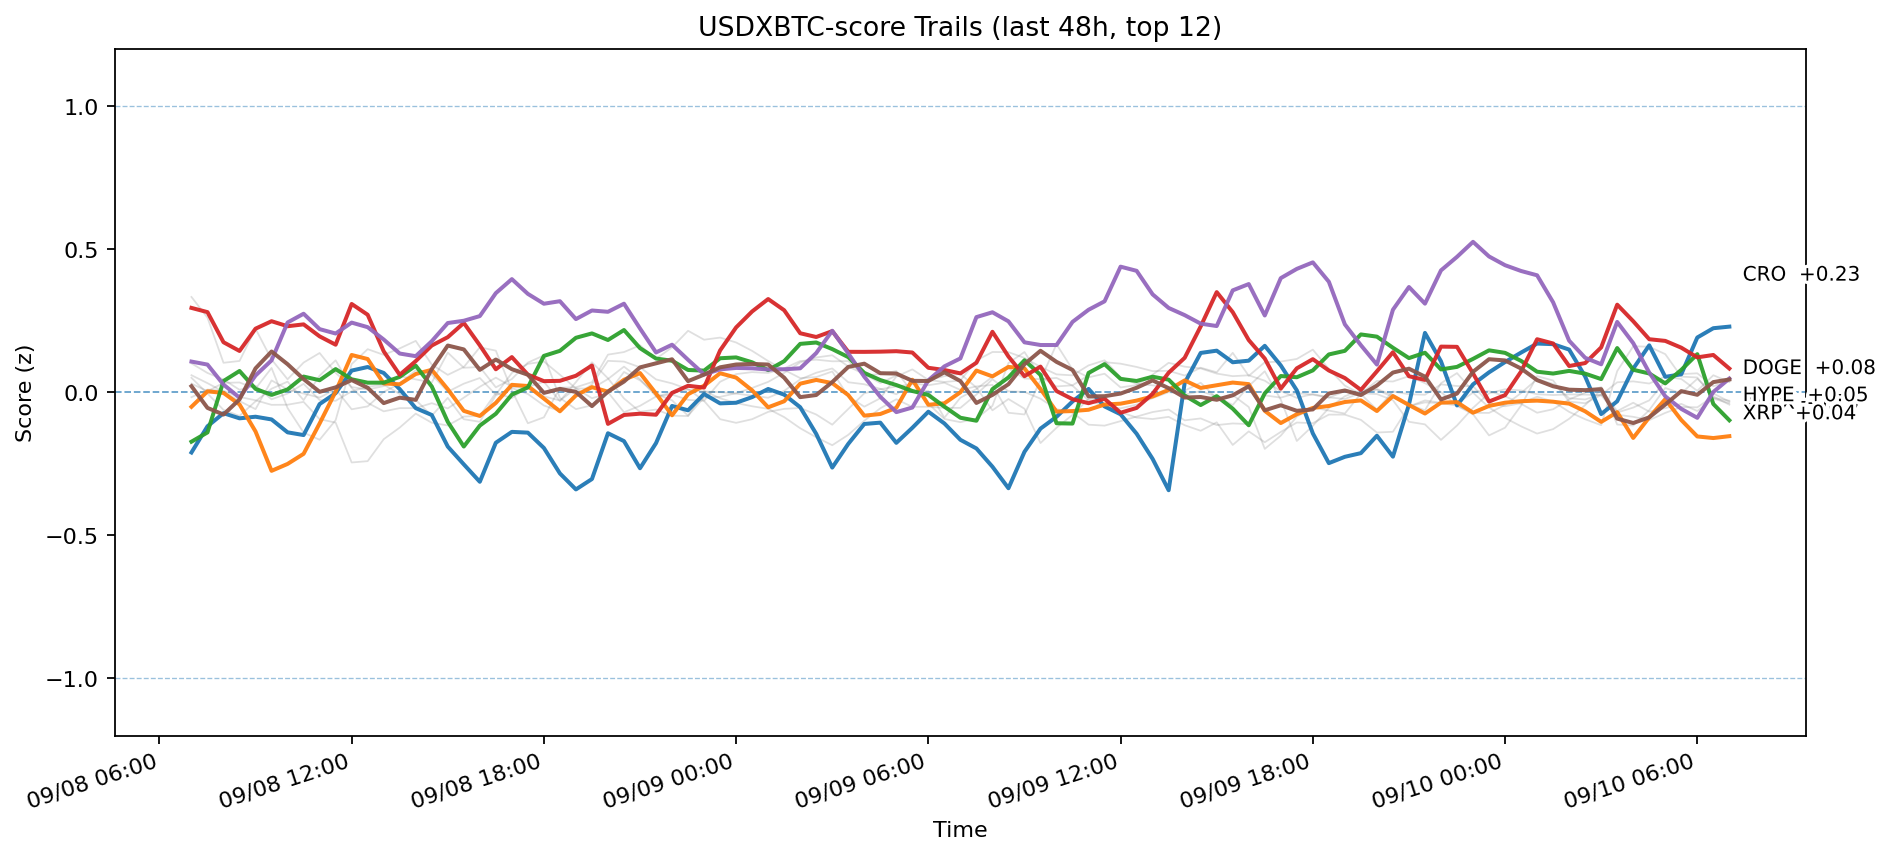 USDXBTC-score Trails (last 48h, top 12)
Score (z)
1.0
0.5
0.0
−0.5
−1.0
CRO +0.23
DOGE +0.08
HYPE +0.05
XRP +0.04
09/08 06:00
09/08 12:00
09/08 18:00
09/09 00:00
09/09 06:00
09/09 12:00
09/09 18:00
09/10 00:00
09/10 06:00
Time